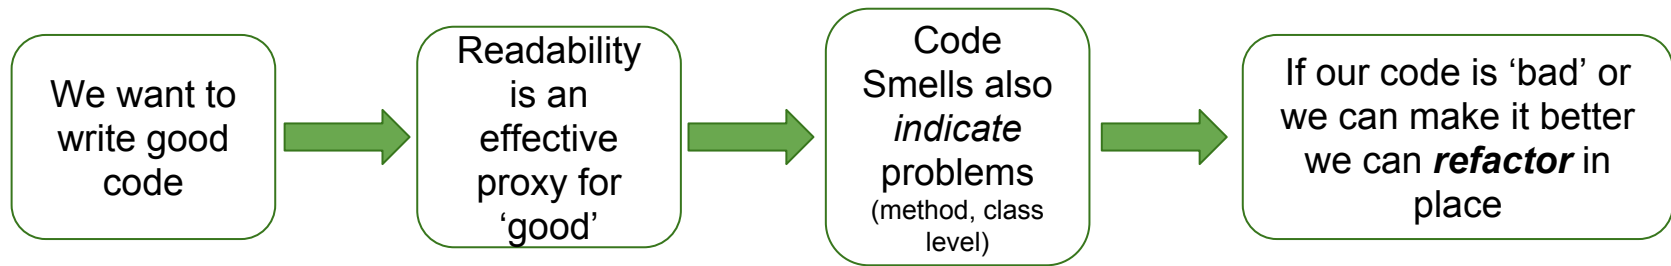 We want to
write good
code
Readability
is an
effective
proxy for
‘good’
Code
Smells also
indicate
problems
(method, class
level)
If our code is ‘bad’ or
we can make it better
we can refactor in
place